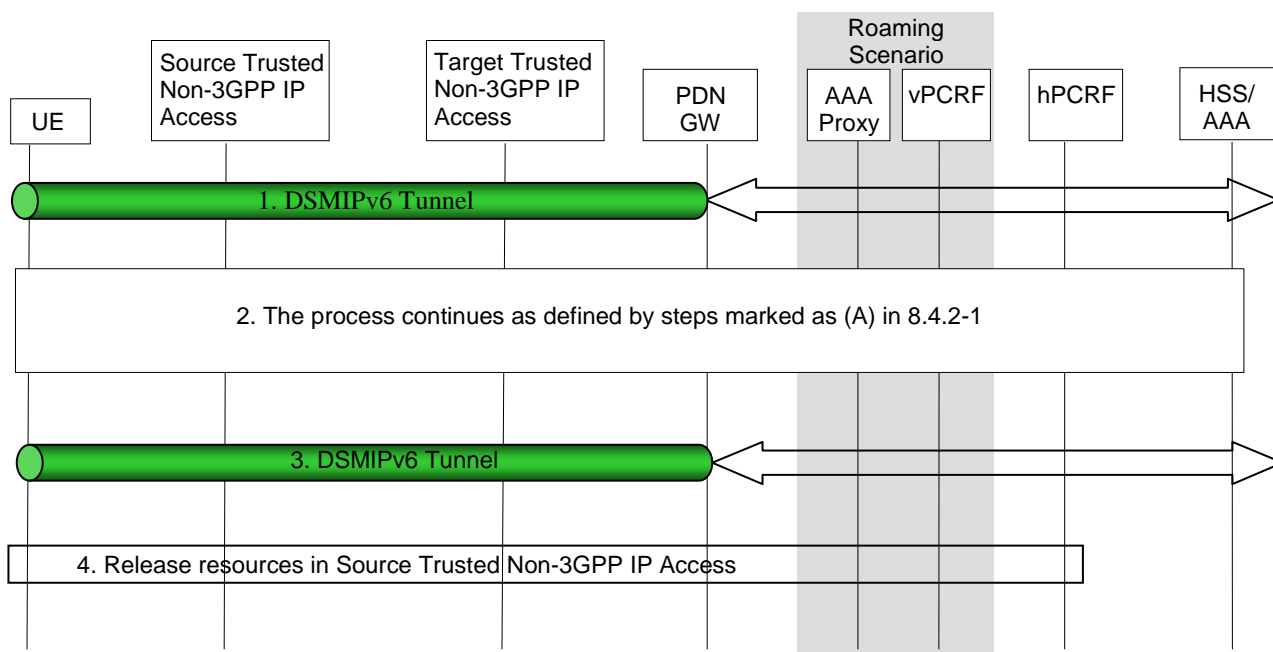 Roaming
Scenario
UE
Source Trusted
Non-3GPP IP
Access
Target Trusted
Non-3GPP IP
Access
PDN
GW
AAA
Proxy
vPCRF
hPCRF
HSS/
AAA
1. DSMIPv6 Tunnel
2. The process continues as defined by steps marked as (A) in 8.4.2-1
3. DSMIPv6 Tunnel
4. Release resources in Source Trusted Non-3GPP IP Access